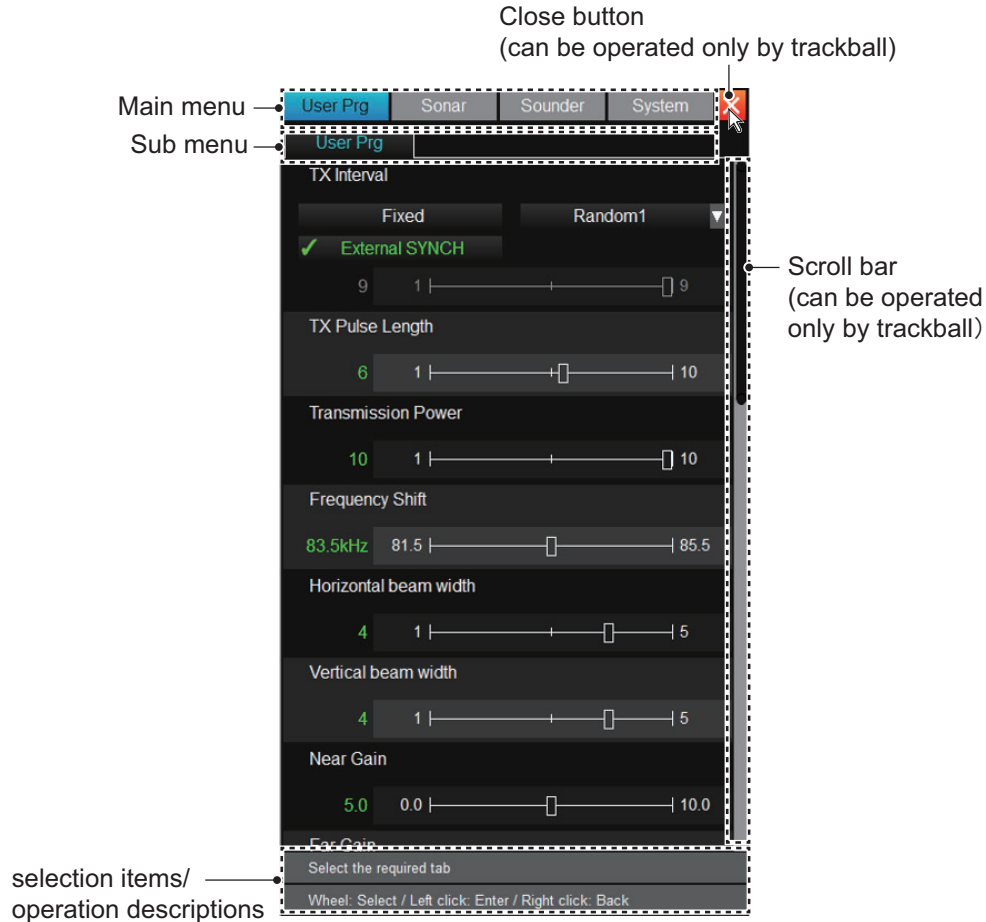 Close button
(can be operated only by trackball)
Main menu
User Prg Sonar Sounder System
Sub menu
User Prg
TX Interval
Fixed Random1
✓ External SYNCH
9 1 9
Scroll bar
(can be operated
only by trackball）
TX Pulse Length
6 1 10
Transmission Power
10 1 10
Frequency Shift
83.5kHz 81.5 85.5
Horizontal beam width
4 1 5
Vertical beam width
4 1 5
Near Gain
5.0 0.0 10.0
Far Gain
selection items/
operation descriptions
Select the required tab
Wheel: Select / Left click: Enter / Right click: Back